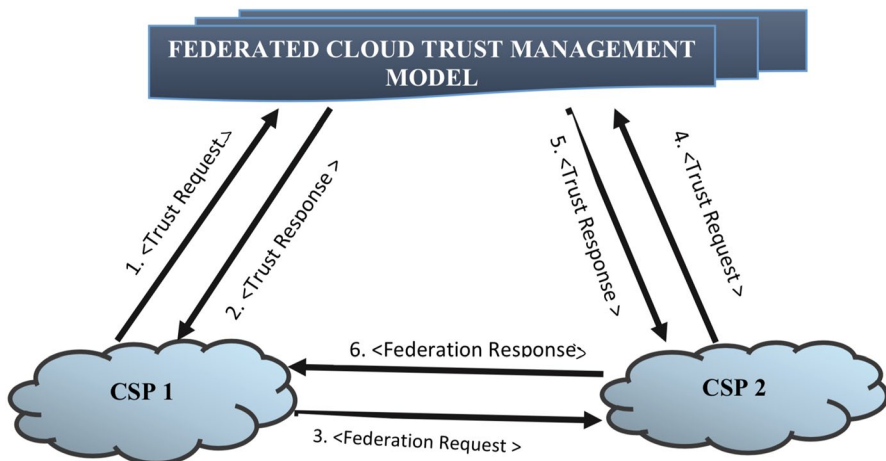 FEDERATED CLOUD TRUST MANAGEMENT
MODEL
1. <Trust Request>
2. <Trust Response >
5. <Trust Response >
4. <Trust Request >
6. <Federation Response>
CSP 1
CSP 2
3. <Federation Request >